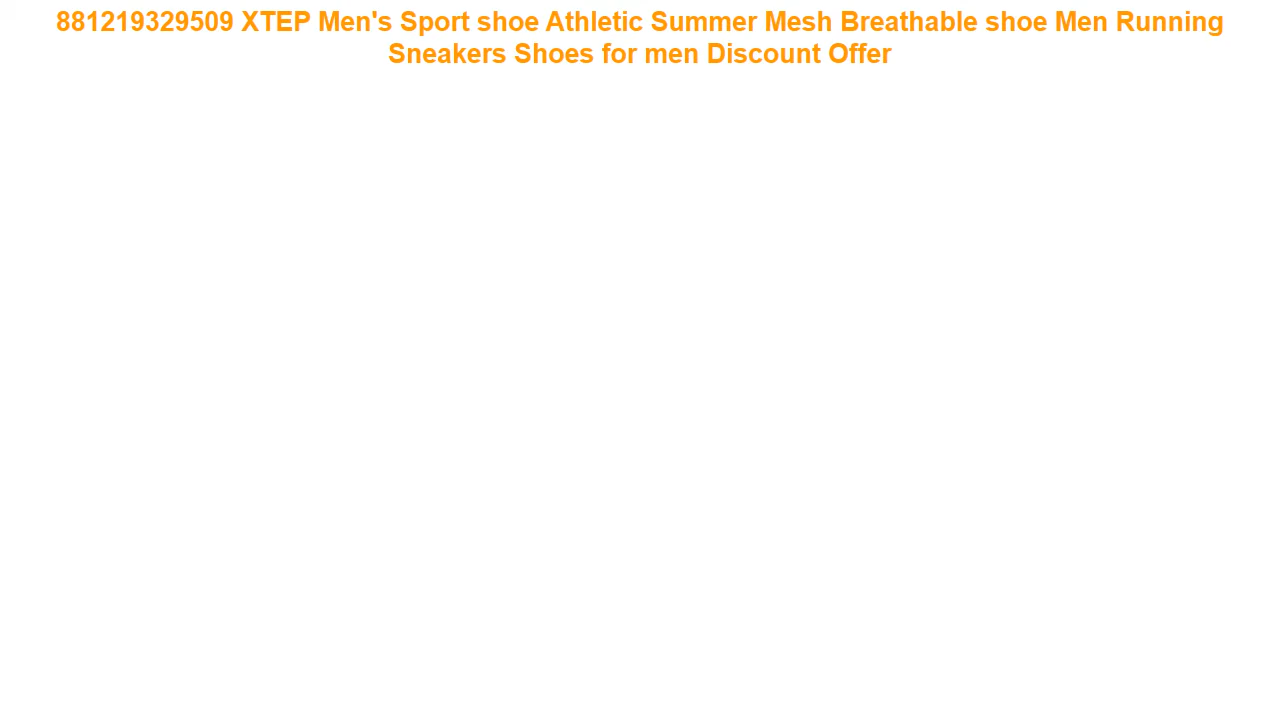 881219329509 XTEP Men's Sport shoe Athletic Summer Mesh Breathable shoe Men Running
Sneakers Shoes for men Discount Offer